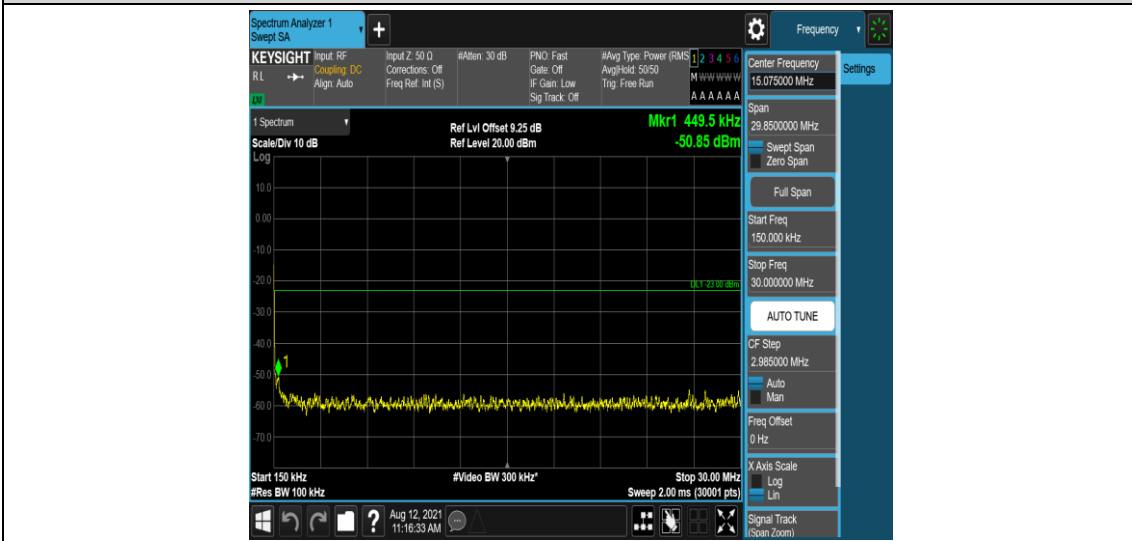 Spectrum Analyzer 1
Swept SA
+
Frequency
KEYSIGHT
RL
LXI
Input: RF
Coupling: DC
Align: Auto
Input Z: 50 Ω
Corrections: Off
Freq Ref: Int (S)
#Atten: 30 dB
PNO: Fast
Gate: Off
IF Gain: Low
Sig Track: Off
#Avg Type: Power (RMS
Avg|Hold: 50/50
Trig: Free Run
1 2 3 4 5 6
M W W W W W
A A A A A A
1 Spectrum
Scale/Div 10 dB
Log
Ref Lvl Offset 9.25 dB
Ref Level 20.00 dBm
Mkr1 449.5 kHz
-50.85 dBm
10.0
0.00
-10.0
-20.0
DL1 -23.00 dBm
-30.0
-40.0
1
-50.0
-60.0
-70.0
Start 150 kHz
#Res BW 100 kHz
#Video BW 300 kHz*
Stop 30.00 MHz
Sweep 2.00 ms (30001 pts)
Center Frequency
15.075000 MHz
Settings
Span
29.8500000 MHz
Swept Span
Zero Span
Full Span
Start Freq
150.000 kHz
Stop Freq
30.000000 MHz
AUTO TUNE
CF Step
2.985000 MHz
Auto
Man
Freq Offset
0 Hz
X Axis Scale
Log
Lin
Signal Track
(Span Zoom)
?
Aug 12, 2021
11:16:33 AM